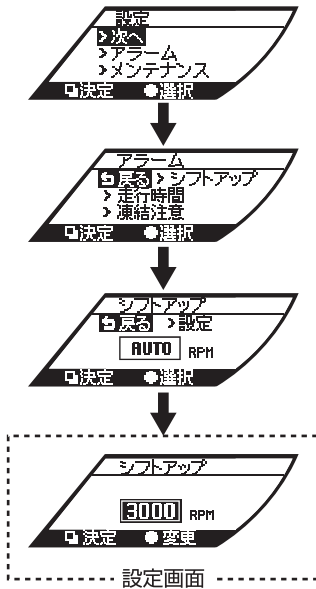 設定
>次へ
>アラーム
>メンテナンス
決定 選択
アラーム
戻る >シフトアップ
>走行時間
>凍結注意
決定 選択
シフトアップ
戻る >設定
AUTO RPM
決定 選択
シフトアップ
3000 RPM
決定 変更
設定画面